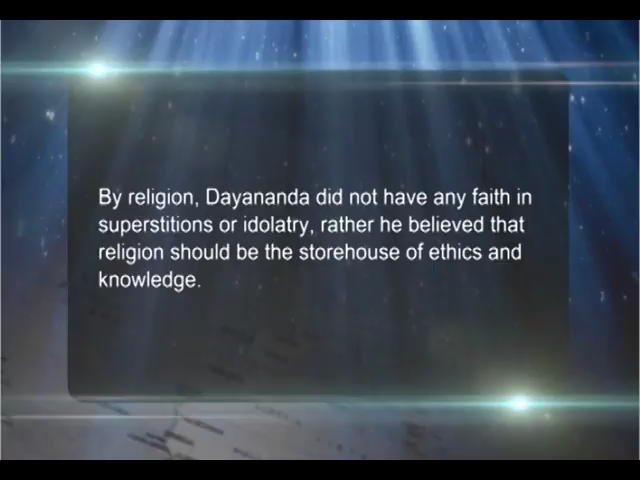 By religion, Dayananda did not have any faith in
superstitions or idolatry, rather he believed that
religion should be the storehouse of ethics and
knowledge.